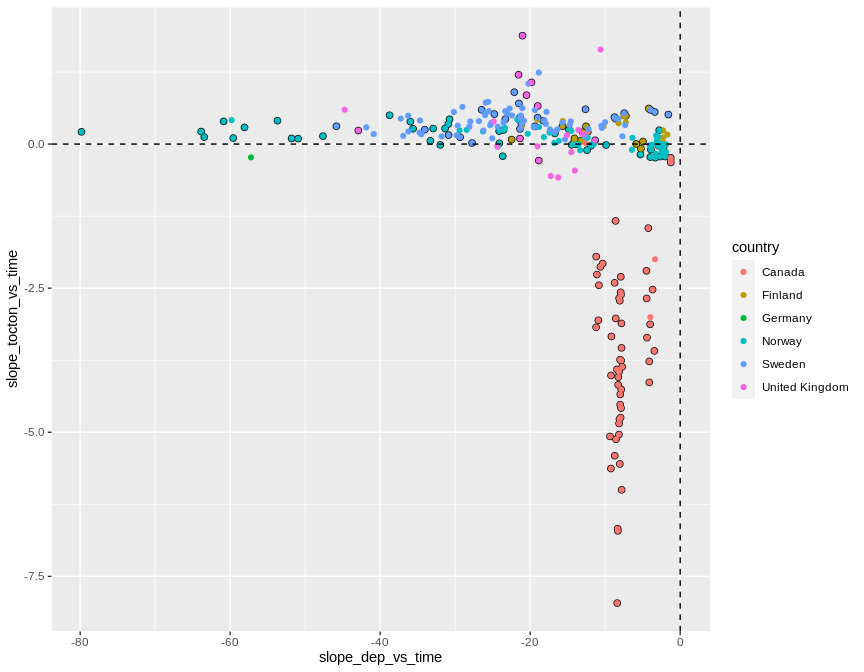 0.0
-2.5
-5.0
-7.5
slope_tocton_vs_time
-80
-60
-40
-20
0
slope_dep_vs_time
country
Canada
Finland
Germany
Norway
Sweden
United Kingdom